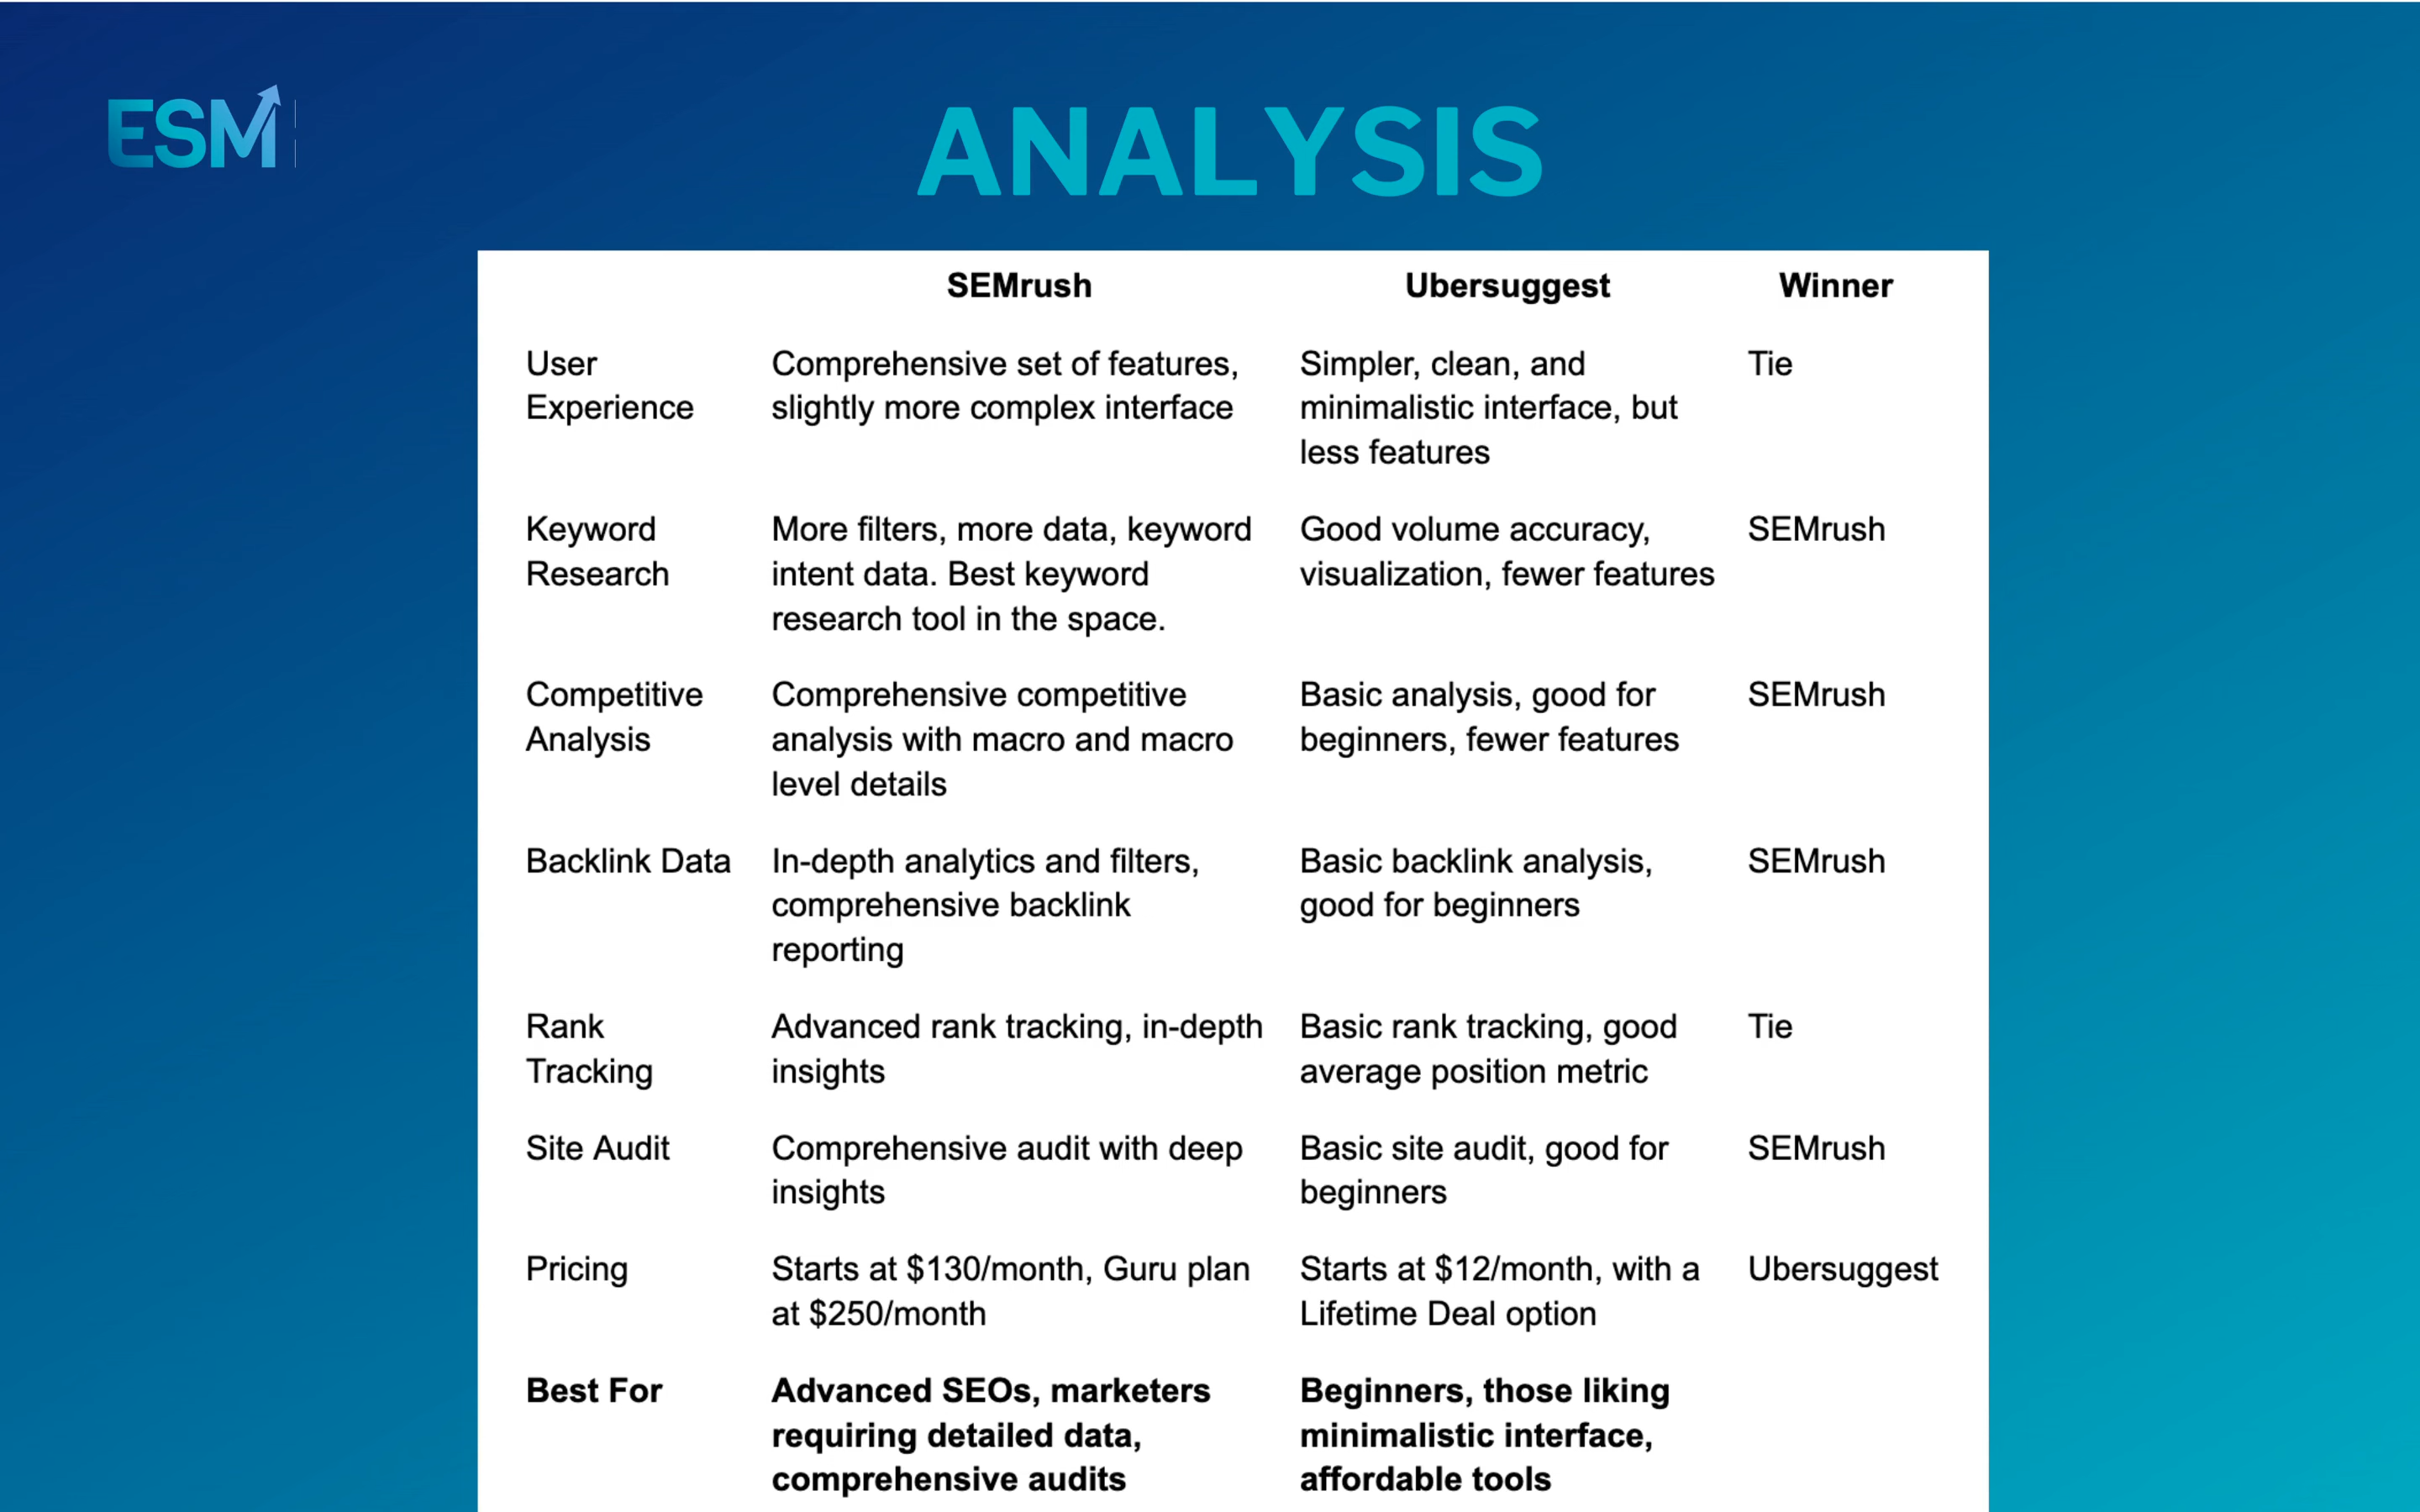 ESM
ANALYSIS
SEMrush Ubersuggest Winner
User Experience
Comprehensive set of features,
slightly more complex interface
Simpler, clean, and
minimalistic interface, but
less features
Tie
Keyword
Research
More filters, more data, keyword
intent data. Best keyword
research tool in the space.
Good volume accuracy,
visualization, fewer features
SEMrush
Competitive
Analysis
Comprehensive competitive
analysis with macro and macro
level details
Basic analysis, good for
beginners, fewer features
SEMrush
Backlink Data
In-depth analytics and filters,
comprehensive backlink
reporting
Basic backlink analysis,
good for beginners
SEMrush
Rank
Tracking
Advanced rank tracking, in-depth
insights
Basic rank tracking, good
average position metric
Tie
Site Audit
Comprehensive audit with deep
insights
Basic site audit, good for
beginners
SEMrush
Pricing
Starts at $130/month, Guru plan
at $250/month
Starts at $12/month, with a
Lifetime Deal option
Ubersuggest
Best For
Advanced SEOs, marketers
requiring detailed data,
comprehensive audits
Beginners, those liking
minimalistic interface,
affordable tools